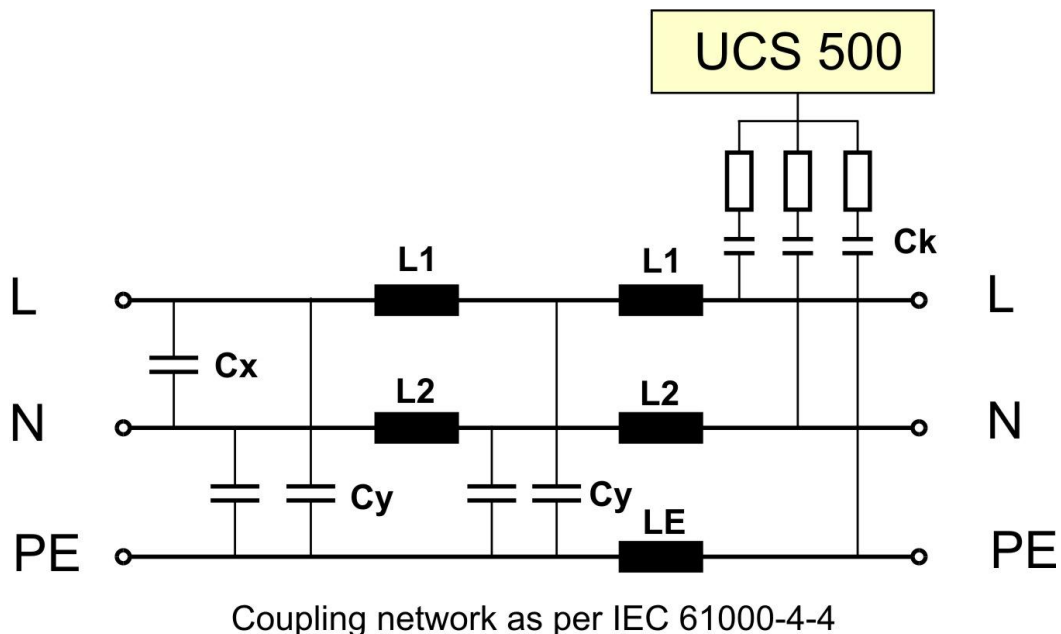 UCS 500
Ck
L1
L1
L
L
Cx
L2
L2
N
N
Cy
Cy
LE
PE
PE
Coupling network as per IEC 61000-4-4